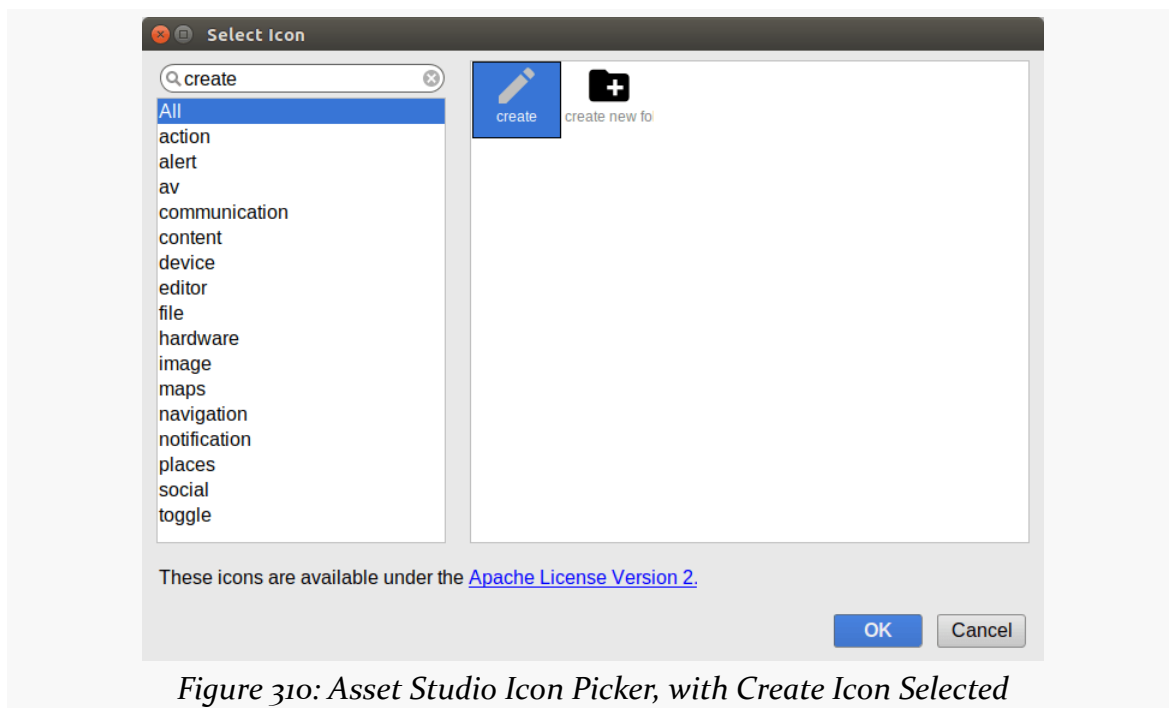 Select Icon
create
All
action
alert
av
communication
content
device
editor
file
hardware
image
maps
navigation
notification
places
social
toggle
create
create new fo
These icons are available under the Apache License Version 2.
OK
Cancel
Figure 310: Asset Studio Icon Picker, with Create Icon Selected